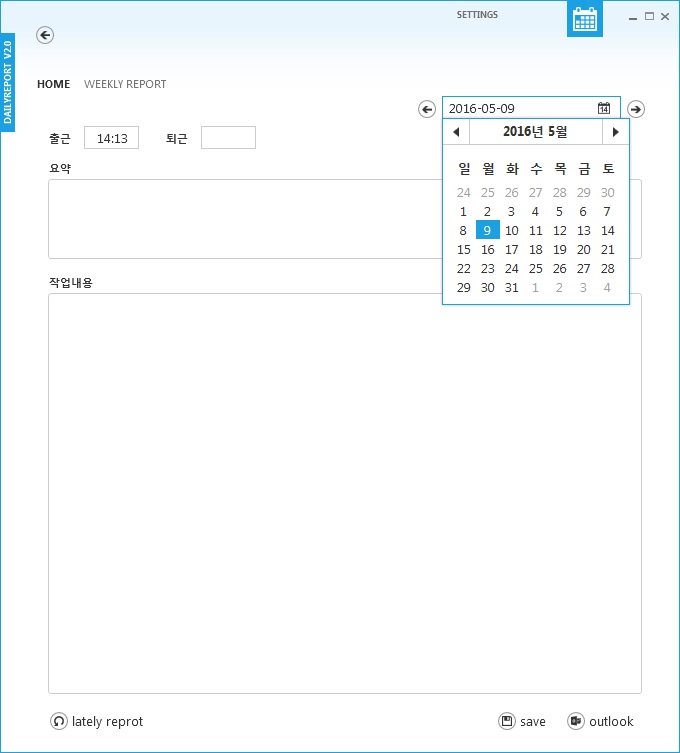 SETTINGS
DAILYREPORT V2.0
HOME WEEKLY REPORT
2016-05-09 14
출근 14:13 퇴근
2016년 5월
요약
일 월 화 수 목 금 토
24 25 26 27 28 29 30
1 2 3 4 5 6 7
8 9 10 11 12 13 14
15 16 17 18 19 20 21
22 23 24 25 26 27 28
29 30 31 1 2 3 4
작업내용
lately reprot save outlook